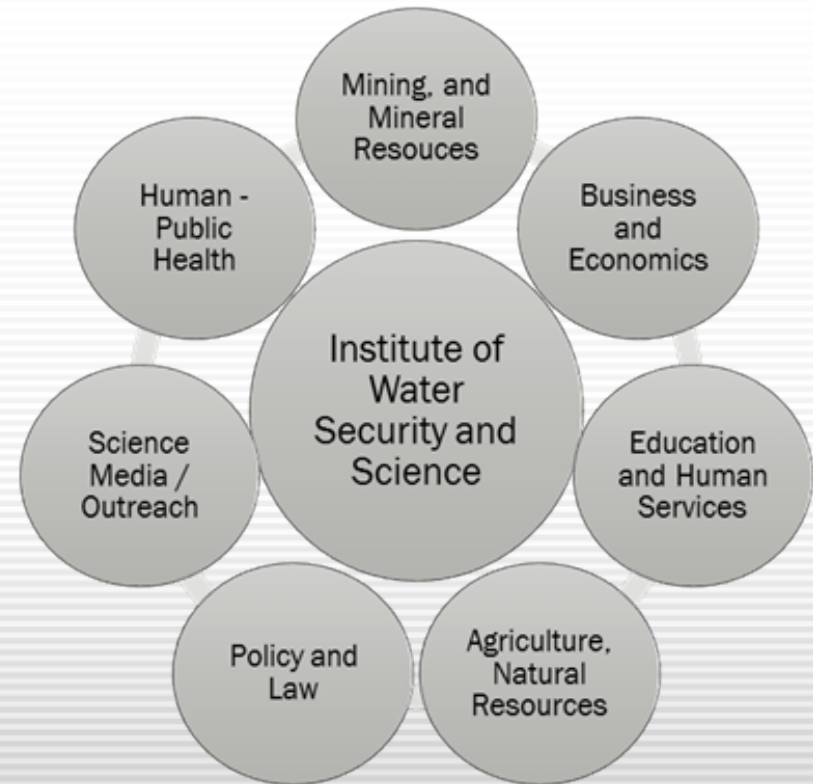 Mining, and
Mineral
Resouces
Business
and
Economics
Education
and Human
Services
Agriculture,
Natural
Resources
Policy and
Law
Science
Media /
Outreach
Human -
Public
Health
Institute of
Water
Security and
Science